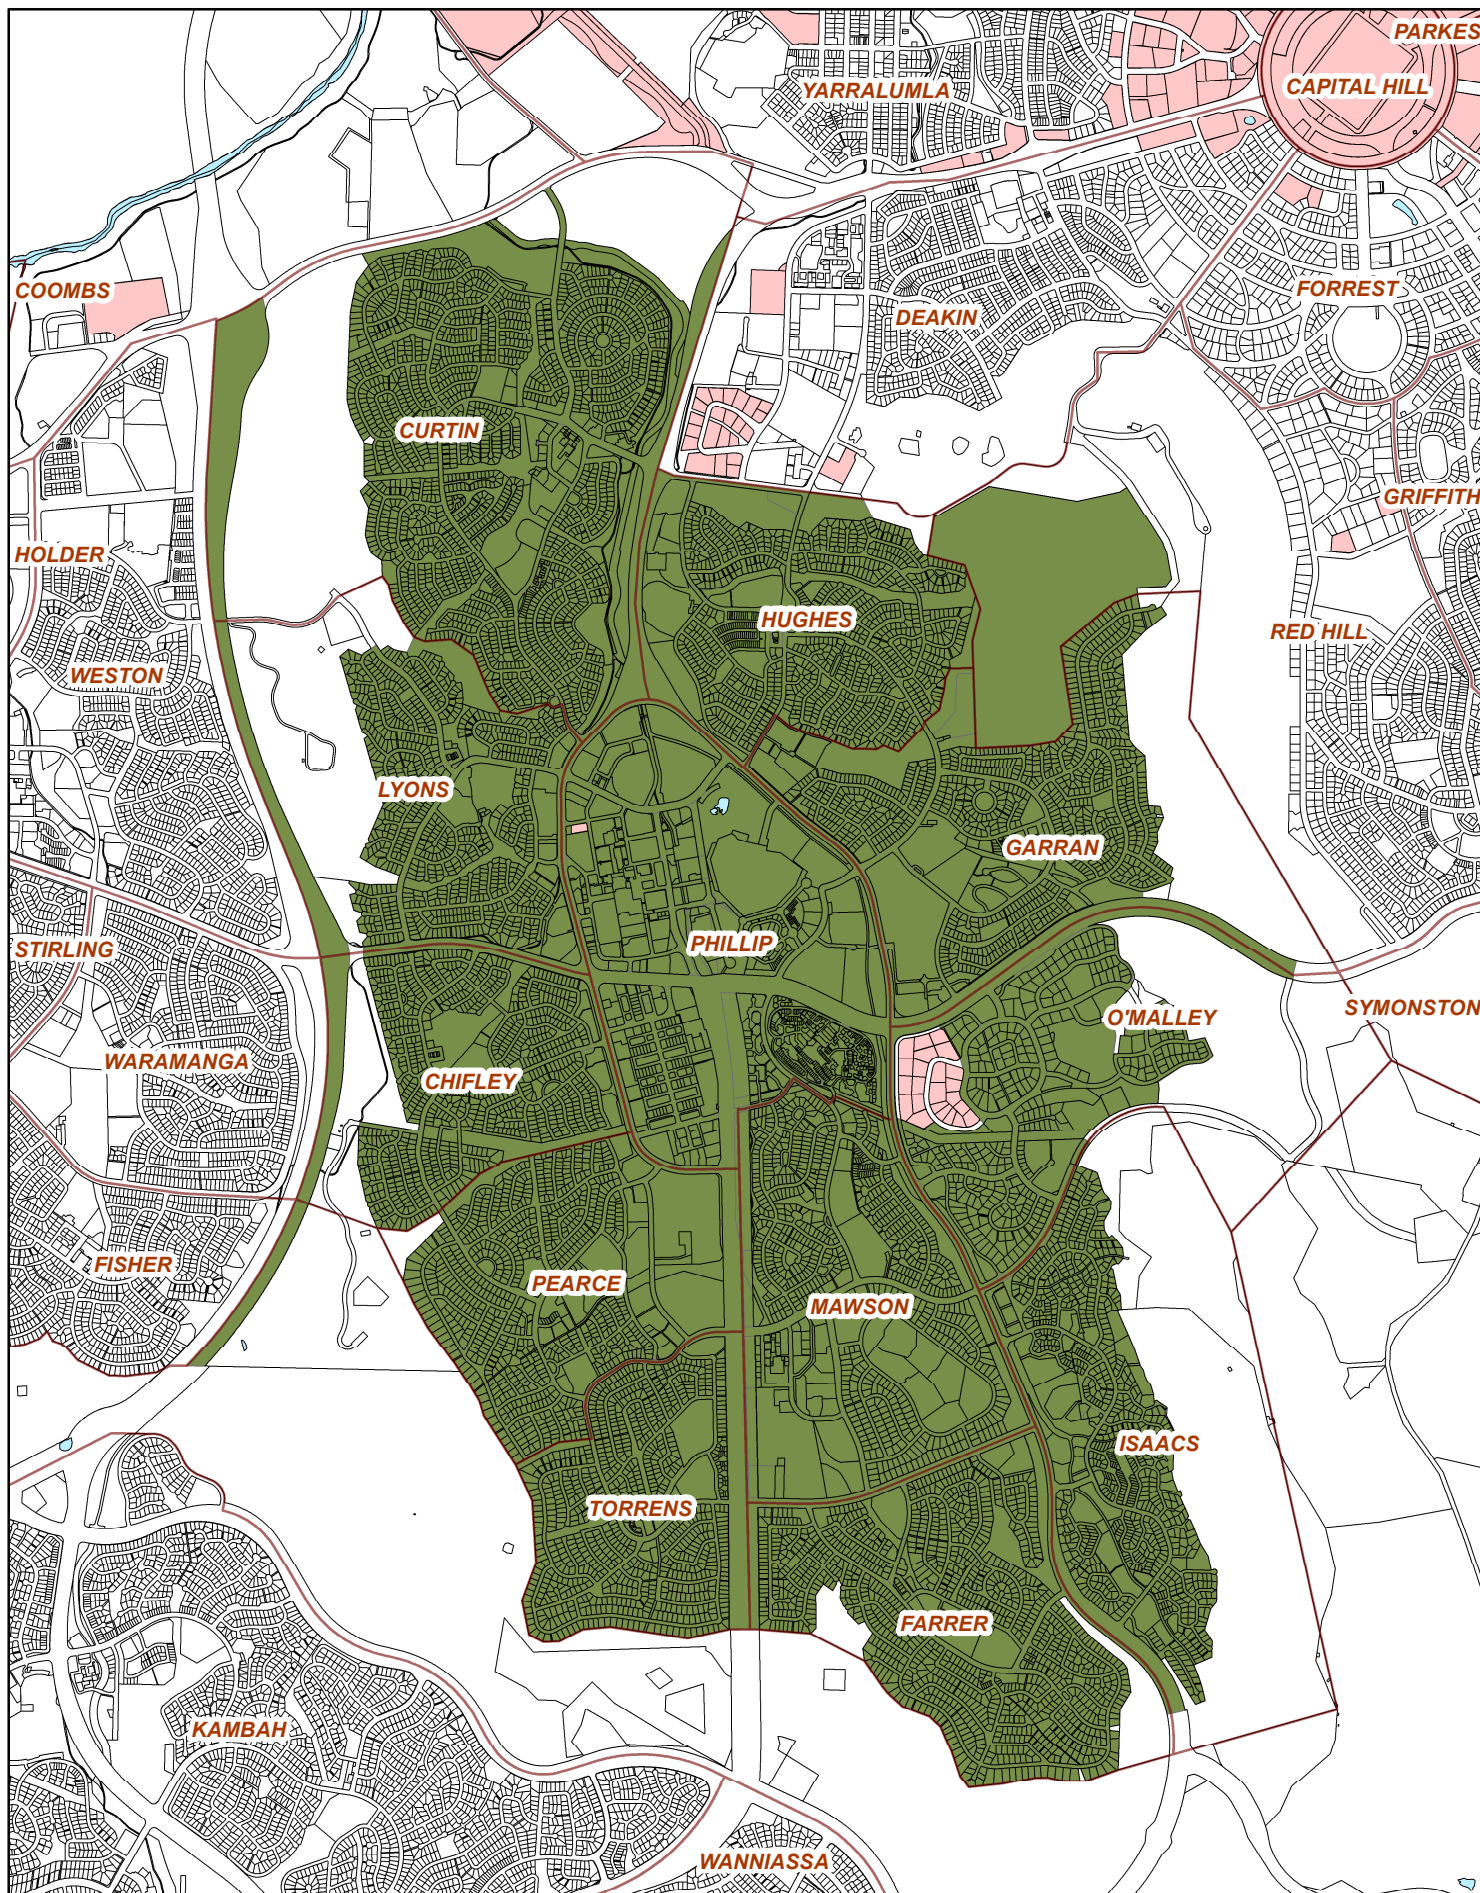 PARKES
CAPITAL HILL
YARRALUMLA
COOMBS
FORREST
DEAKIN
CURTIN
GRIFFITH
HOLDER
HUGHES
RED HILL
WESTON
LYONS
GARRAN
PHILLIP
STIRLING
SYMONSTON
O'MALLEY
WARAMANGA
CHIFLEY
FISHER
PEARCE
MAWSON
ISAACS
TORRENS
FARRER
KAMBAH
WANNIASSA